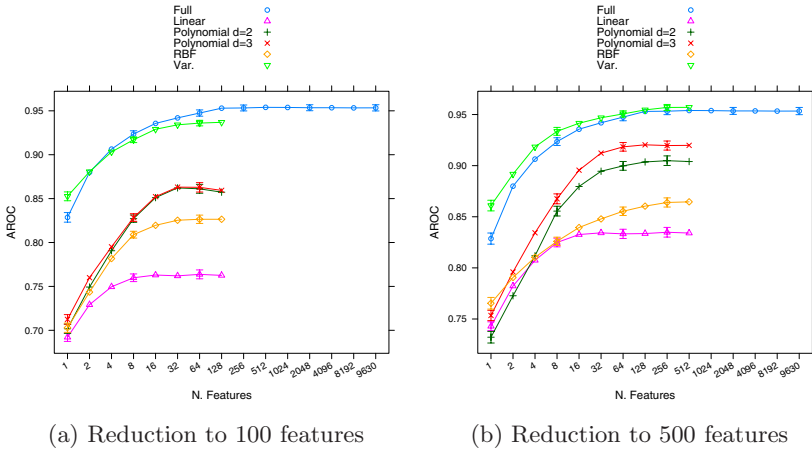 Full
Linear
Polynomial d=2
Polynomial d=3
RBF
Var.
AROC
0.95
0.90
0.85
0.80
0.75
0.70
1 2 4 8 16 32 64 128 256 512 1024 2048 4096 8192 9630
N. Features
(a) Reduction to 100 features
Full
Linear
Polynomial d=2
Polynomial d=3
RBF
Var.
AROC
0.95
0.90
0.85
0.80
0.75
1 2 4 8 16 32 64 128 256 512 1024 2048 4096 8192 9630
N. Features
(b) Reduction to 500 features